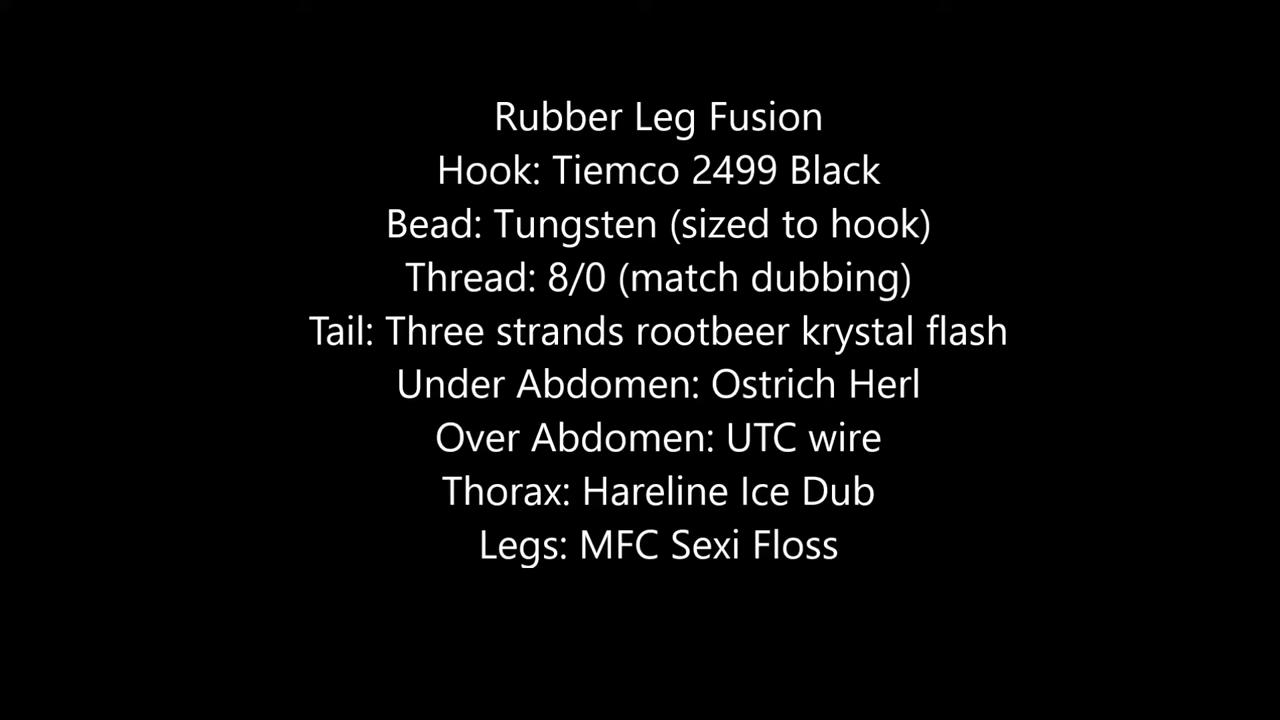 Rubber Leg Fusion
Hook: Tiemco 2499 Black
Bead: Tungsten (sized to hook)
Thread: 8/0 (match dubbing)
Tail: Three strands rootbeer krystal flash
Under Abdomen: Ostrich Herl
Over Abdomen: UTC wire
Thorax: Hareline Ice Dub
Legs: MFC Sexi Floss